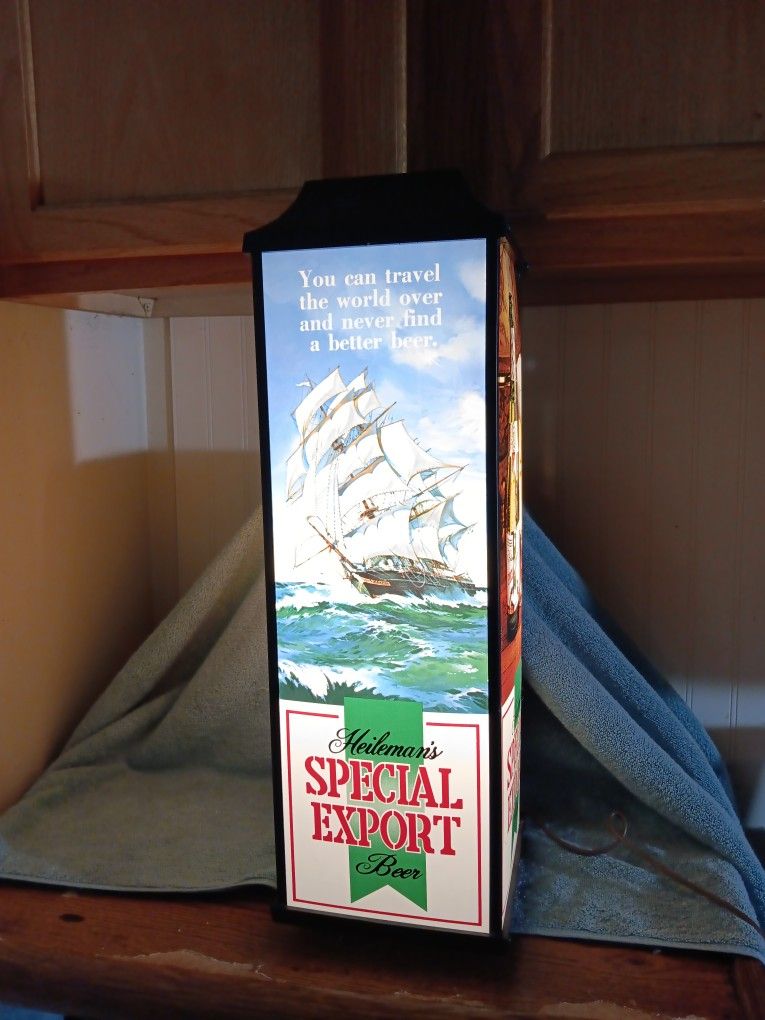 You can travel
the world over
and never find
a better beer.
Heileman's
SPECIAL
EXPORT
Beer